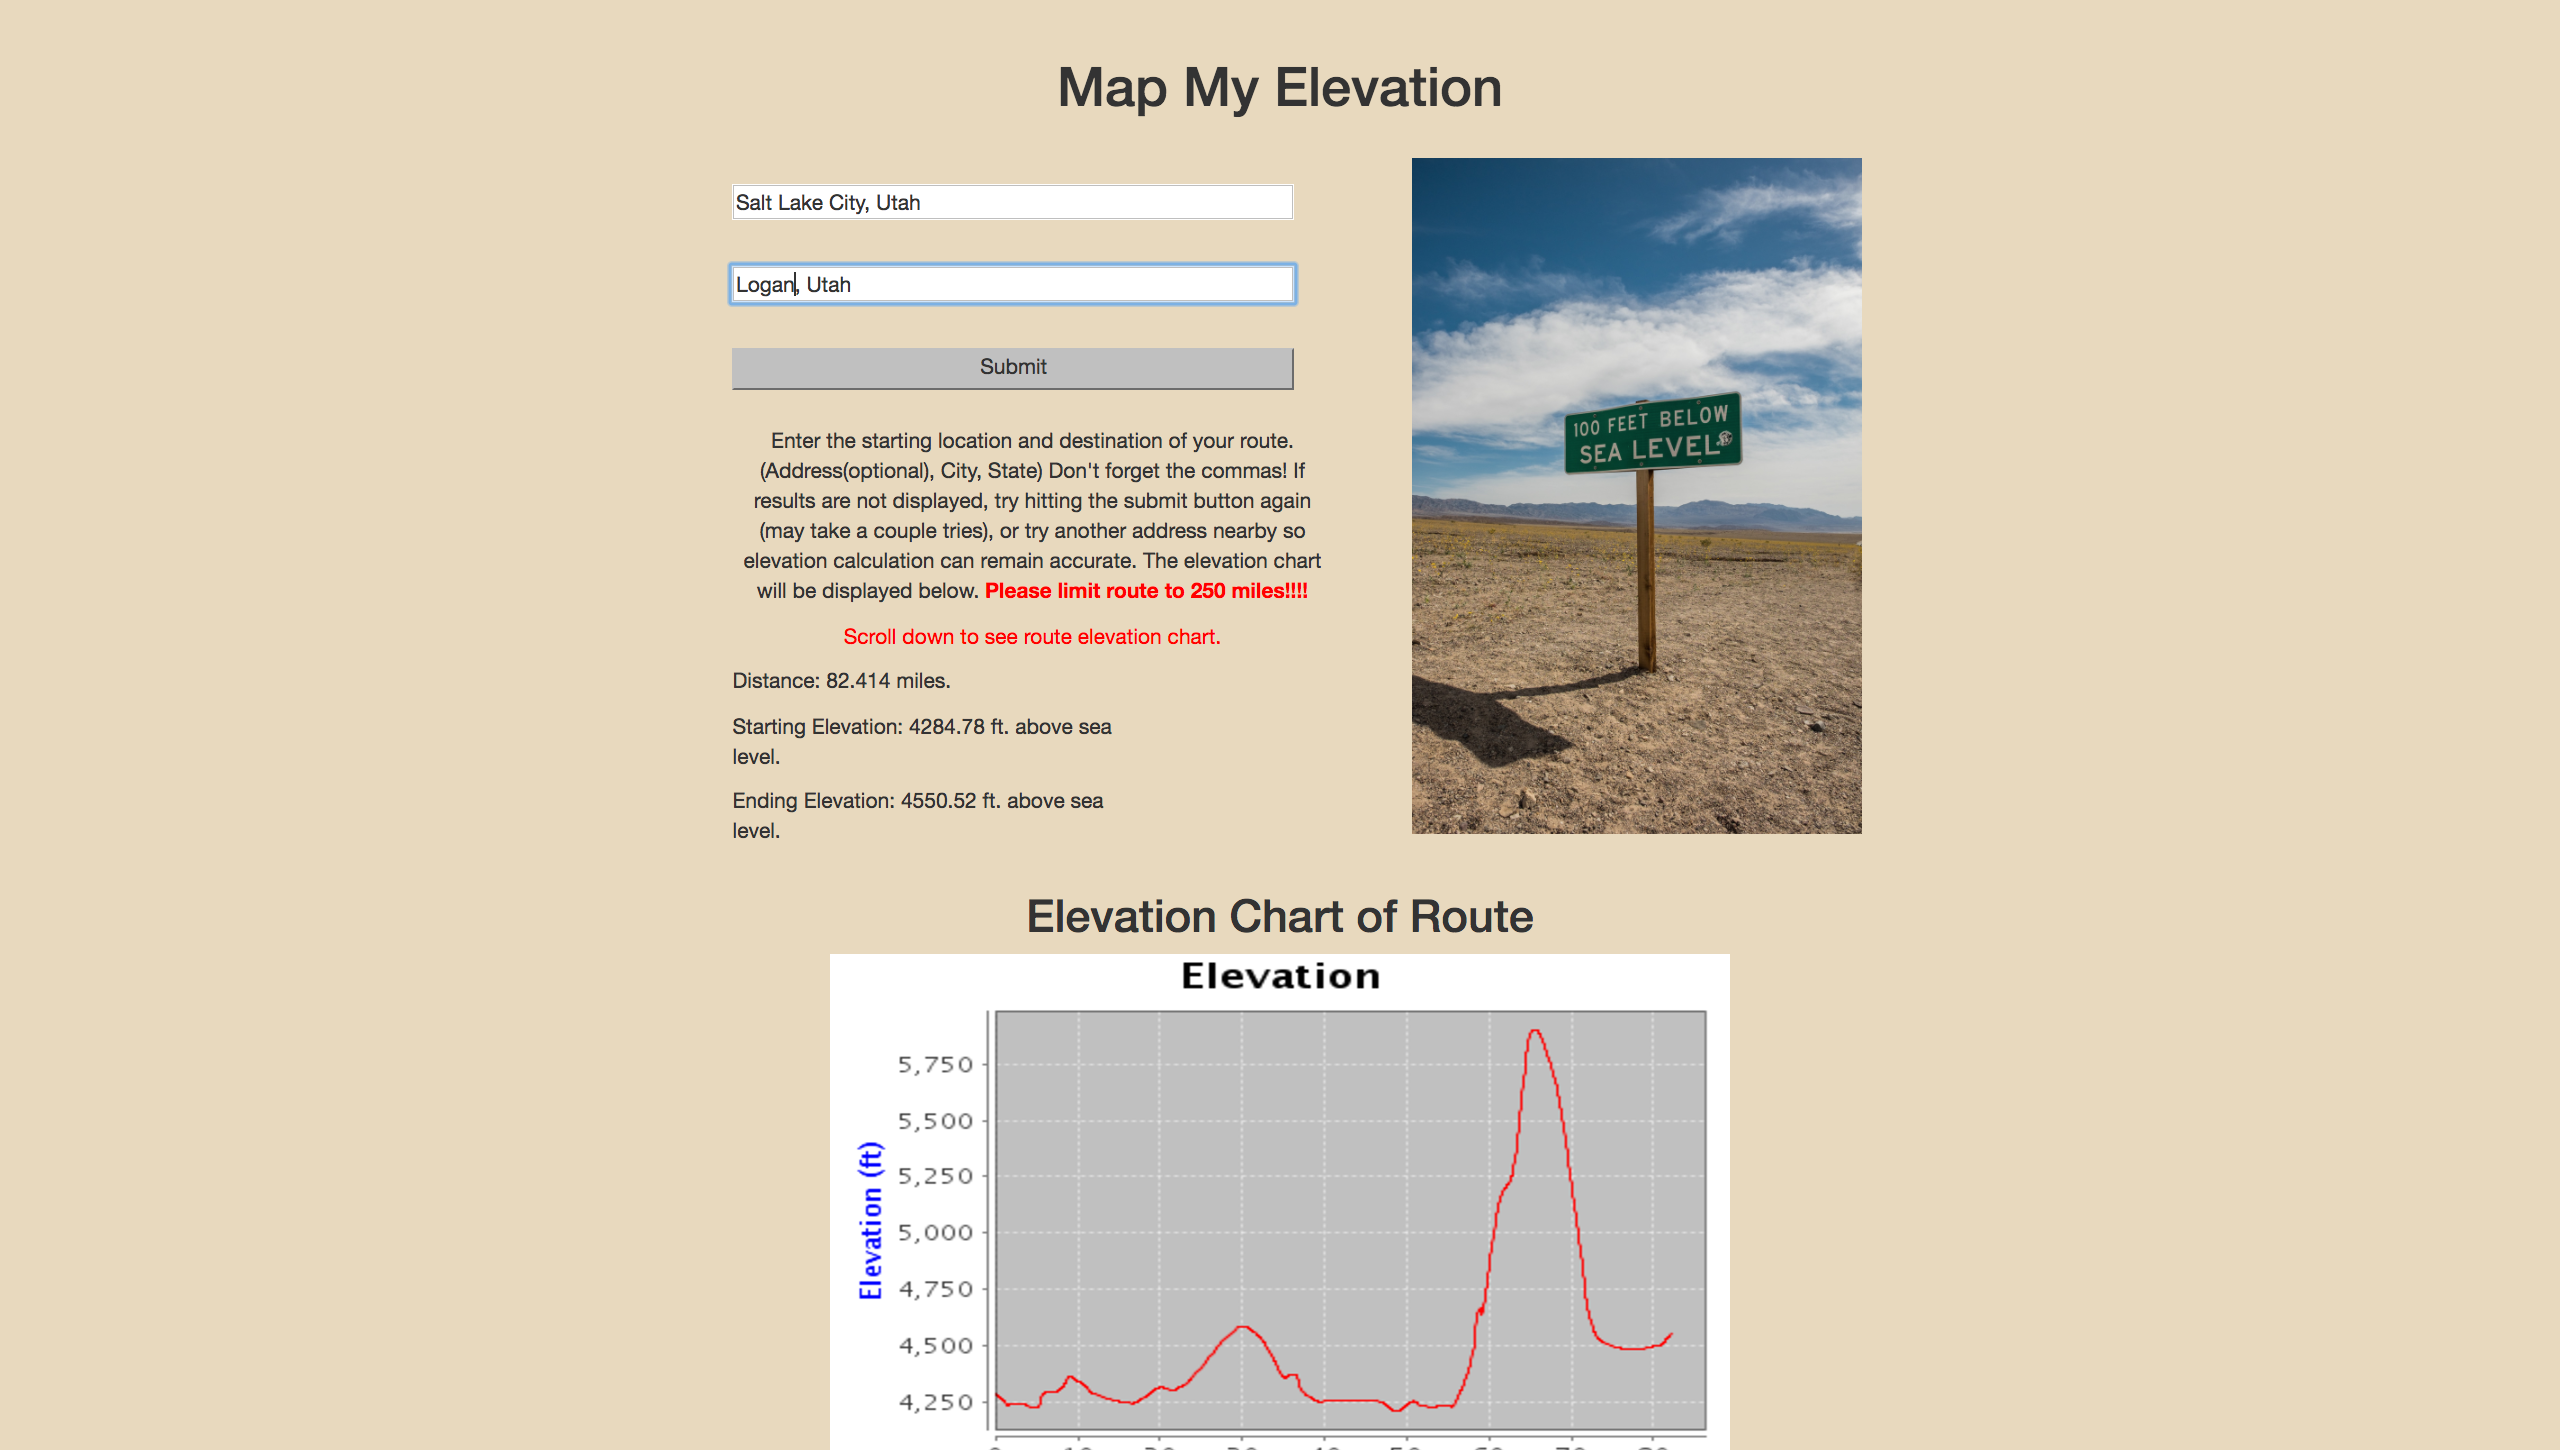 Map My Elevation
Salt Lake City, Utah
Logan, Utah
Submit
Enter the starting location and destination of your route.
(Address(optional), City, State) Don't forget the commas! If
results are not displayed, try hitting the submit button again
(may take a couple tries), or try another address nearby so
elevation calculation can remain accurate. The elevation chart
will be displayed below. Please limit route to 250 miles!!!!
Scroll down to see route elevation chart.
Distance: 82.414 miles.
Starting Elevation: 4284.78 ft. above sea
level.
Ending Elevation: 4550.52 ft. above sea
level.
100 FEET BELOW
SEA LEVEL
Elevation Chart of Route
Elevation
Elevation (ft)
5,750
5,500
5,250
5,000
4,750
4,500
4,250